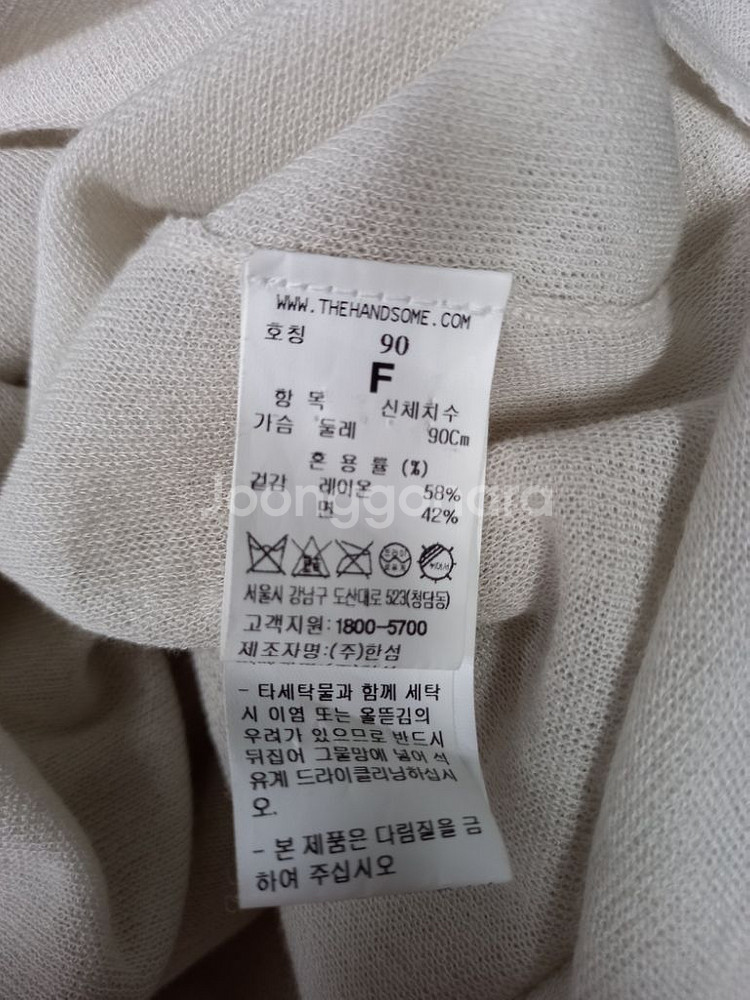 WWW.THEHANDSOME.COM
호칭 90
F
항 목 신체치수
가슴 둘레 90Cm
혼 용 률 (%)
겉감 레이온 58%
면 42%
서울시 강남구 도산대로 523(청담동)
고객지원:1800-5700
제조자명:(주)한섬
- 타세탁물과 함께 세탁
시 이염 또는 올뜯김의
우려가 있으므로 반드시
뒤집어 그물망에 넣어 석
유계 드라이클리닝하십시
오.
- 본 제품은 다림질을 금
하여 주십시오
Joonggonara